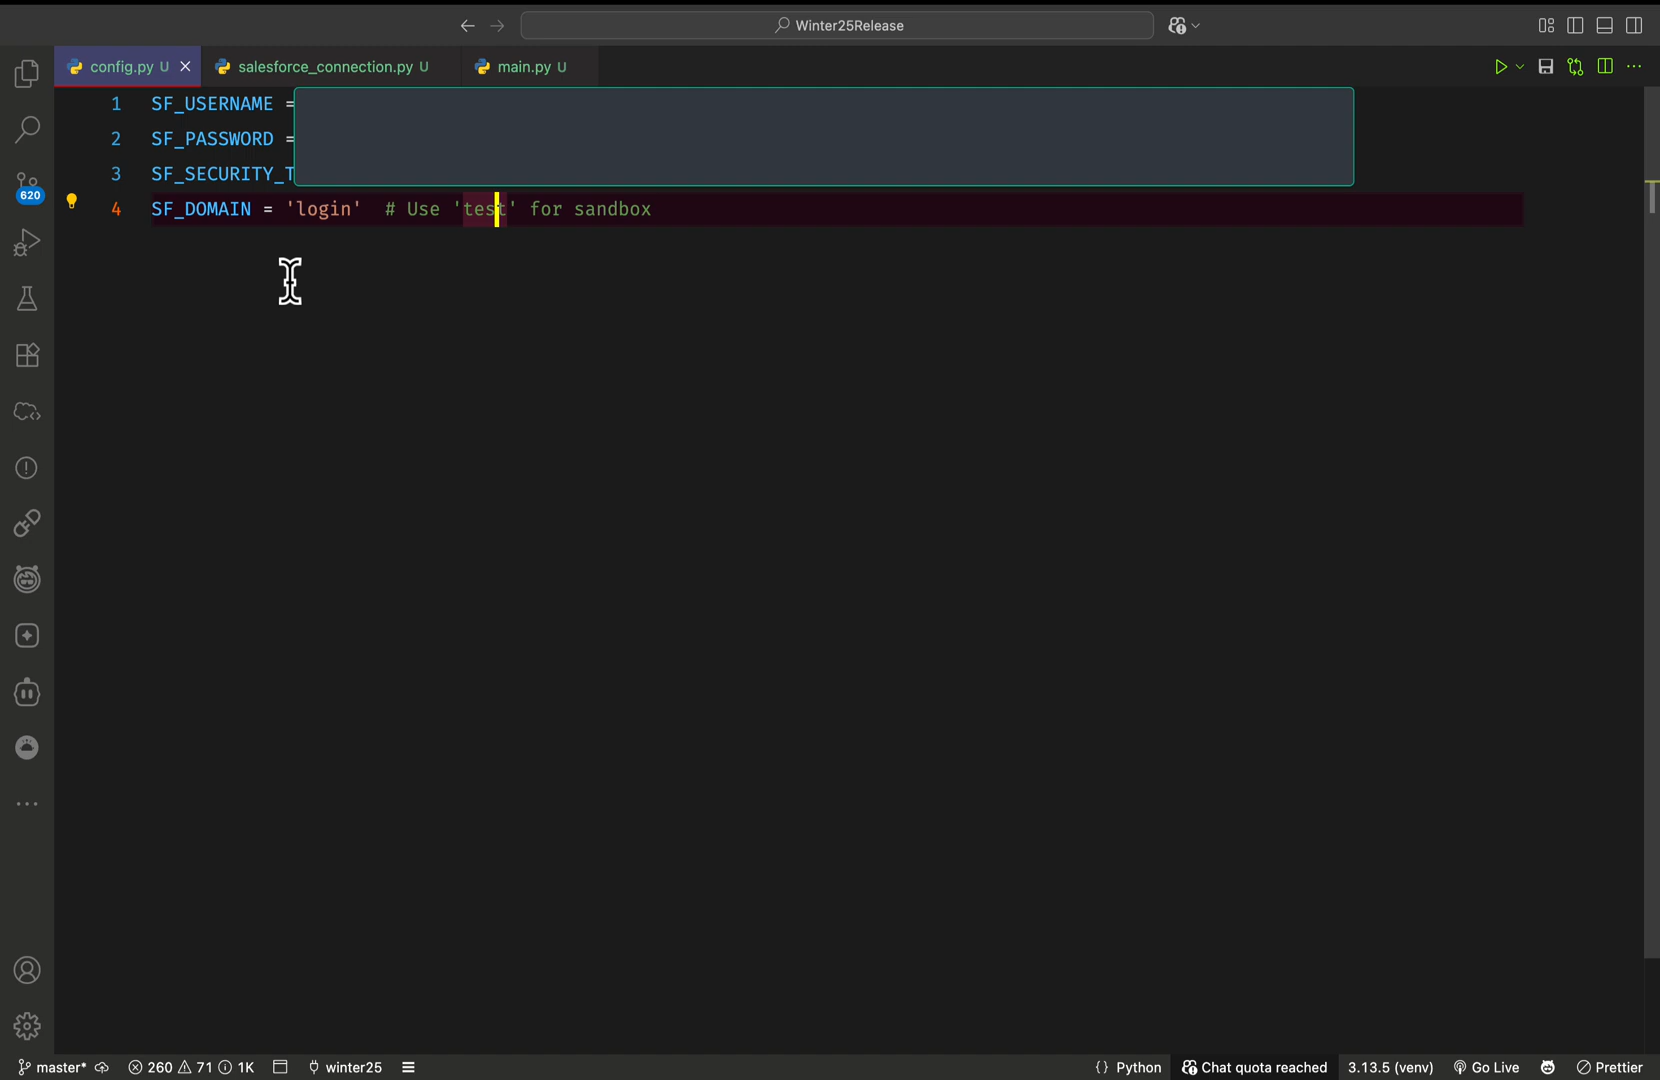 Winter25Release
config.py U
salesforce_connection.py U
main.py U
1 SF_USERNAME =
2 SF_PASSWORD =
3 SF_SECURITY_T
4 SF_DOMAIN = 'login' # Use 'test' for sandbox
620
master* 260 71 1K winter25 {} Python Chat quota reached 3.13.5 (venv) Go Live Prettier